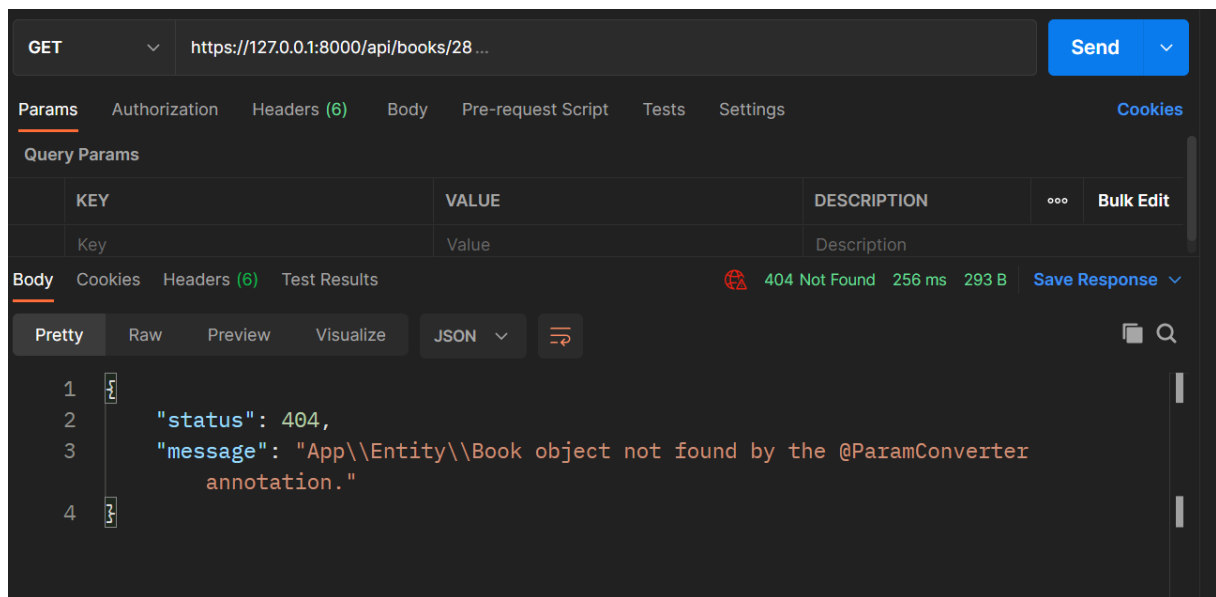 GET https://127.0.0.1:8000/api/books/28... Send
Params Authorization Headers (6) Body Pre-request Script Tests Settings Cookies
Query Params
KEY VALUE DESCRIPTION ooo Bulk Edit
Key Value Description
Body Cookies Headers (6) Test Results 404 Not Found 256 ms 293 B Save Response
Pretty Raw Preview Visualize JSON
1 {
2 "status": 404,
3 "message": "App\\Entity\\Book object not found by the @ParamConverter
annotation."
4 }